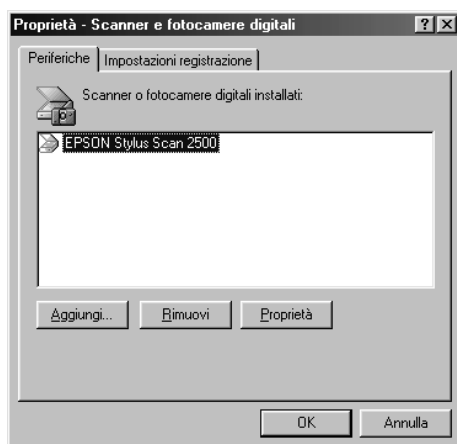 Proprietà - Scanner e fotocamere digitali
Periferiche
Impostazioni registrazione
Scanner o fotocamere digitali installati:
EPSON Stylus Scan 2500
Aggiungi...
Rimuovi
Proprietà
OK
Annulla